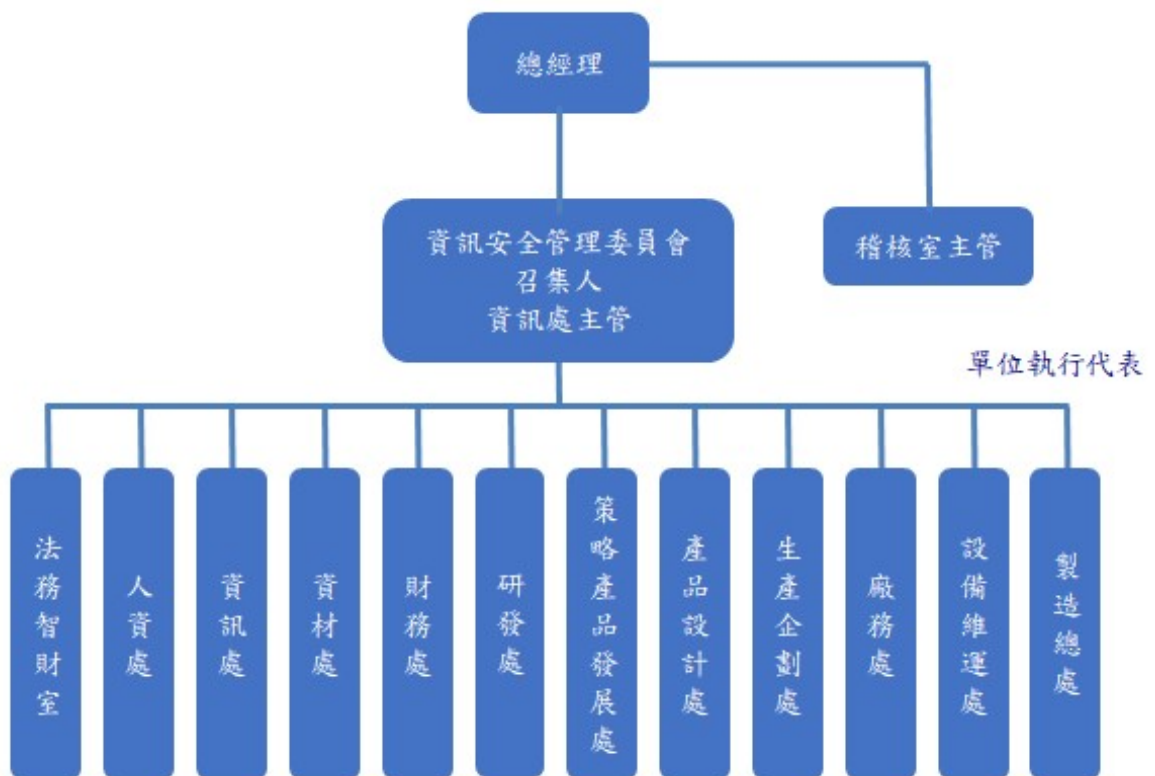 總經理
資訊安全管理委員會
召集人
資訊處主管
稽核室主管
單位執行代表
法務智財室
人資處
資訊處
資材處
財務處
研發處
策略產品發展處
產品設計處
生產企劃處
廠務處
設備維運處
製造總處